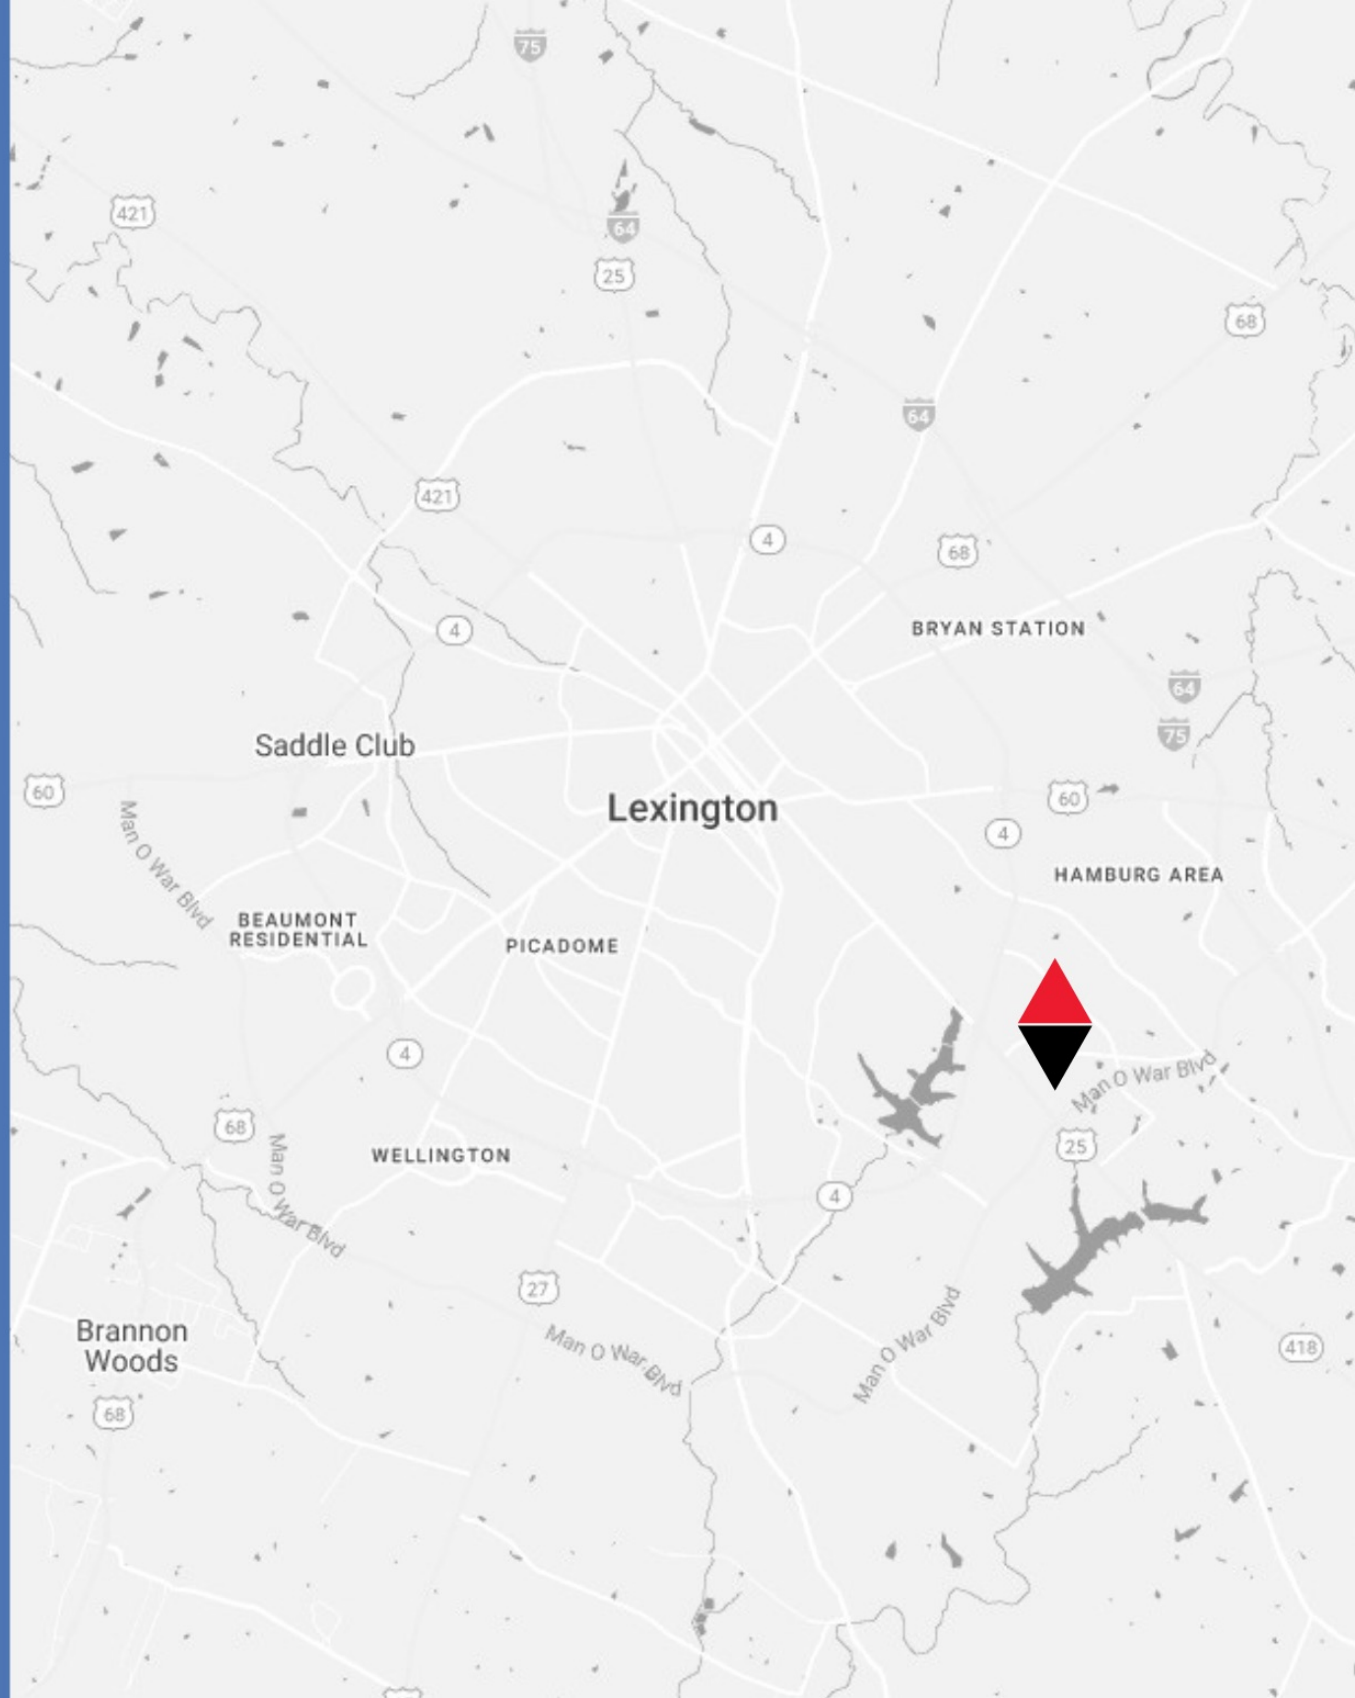 75
421
64
25
68
64
421
4
68
BRYAN STATION
4
64
75
Saddle Club
60
Man O War Blvd
Lexington
60
4
HAMBURG AREA
BEAUMONT
RESIDENTIAL
PICADOME
4
Man O War Blvd
68
Man O War Blvd
WELLINGTON
25
4
27
Man O War Blvd
Man O War Blvd
Brannon
Woods
418
68